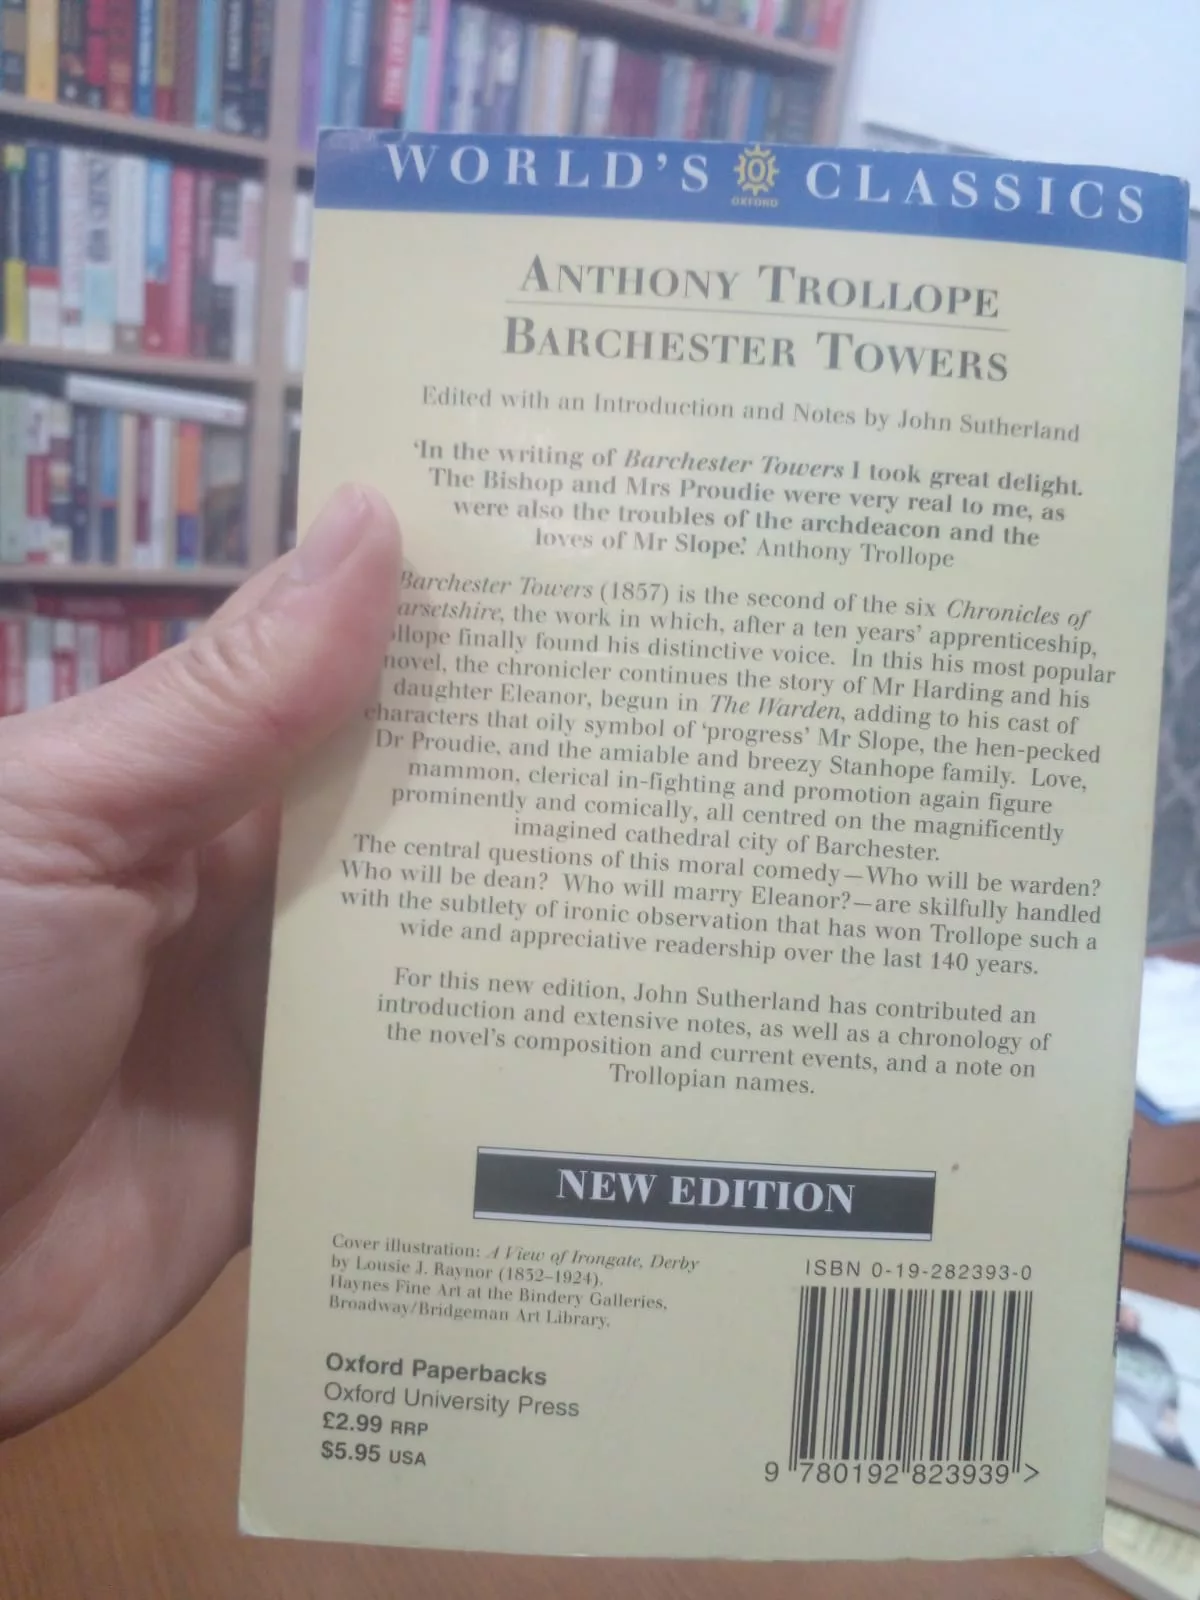 WORLD'S OXFORD CLASSICS
ANTHONY TROLLOPE
BARCHESTER TOWERS
Edited with an Introduction and Notes by John Sutherland
'In the writing of Barchester Towers I took great delight.
The Bishop and Mrs Proudie were very real to me, as
were also the troubles of the archdeacon and the
loves of Mr Slope.' Anthony Trollope
Barchester Towers (1857) is the second of the six Chronicles of
arsetshire, the work in which, after a ten years' apprenticeship,
ollope finally found his distinctive voice. In this his most popular
novel, the chronicler continues the story of Mr Harding and his
daughter Eleanor, begun in The Warden, adding to his cast of
characters that oily symbol of 'progress' Mr Slope, the hen-pecked
Dr Proudie, and the amiable and breezy Stanhope family. Love,
mammon, clerical in-fighting and promotion again figure
prominently and comically, all centred on the magnificently
imagined cathedral city of Barchester.
The central questions of this moral comedy—Who will be warden?
Who will be dean? Who will marry Eleanor?—are skilfully handled
with the subtlety of ironic observation that has won Trollope such a
wide and appreciative readership over the last 140 years.
For this new edition, John Sutherland has contributed an
introduction and extensive notes, as well as a chronology of
the novel's composition and current events, and a note on
Trollopian names.
NEW EDITION
Cover illustration: A View of Irongate, Derby
by Lousie J. Raynor (1832–1924).
Haynes Fine Art at the Bindery Galleries,
Broadway/Bridgeman Art Library.
Oxford Paperbacks
Oxford University Press
£2.99 RRP
$5.95 USA
ISBN 0-19-282393-0
9 780192 823939 >